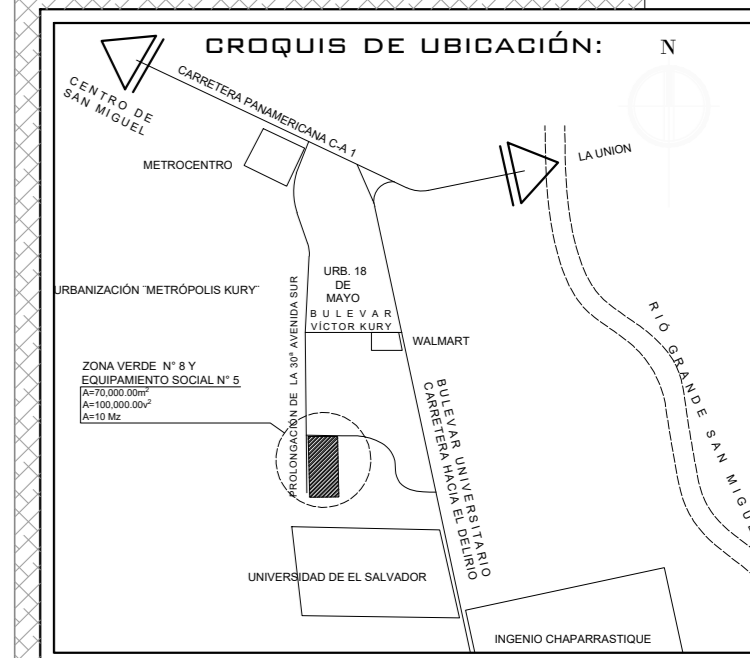 CROQUIS DE UBICACIÓN:
N
CENTRO DE
SAN MIGUEL
CARRETERA PANAMERICANA C-A 1
METROCENTRO
LA UNION
URBANIZACIÓN ¨METRÓPOLIS KURY¨
URB. 18
DE
MAYO
BULEVAR
VÍCTOR KURY
WALMART
PROLONGACIÓN DE LA 30ª AVENIDA SUR
ZONA VERDE N° 8 Y
EQUIPAMIENTO SOCIAL N° 5
A=70,000.00m²
A=100,000.00v²
A=10 Mz
BULEVAR UNIVERSITARIO
CARRETERA HACIA EL DELIRIO
RIÓ GRANDE SAN MIGUEL
UNIVERSIDAD DE EL SALVADOR
INGENIO CHAPARRASTIQUE